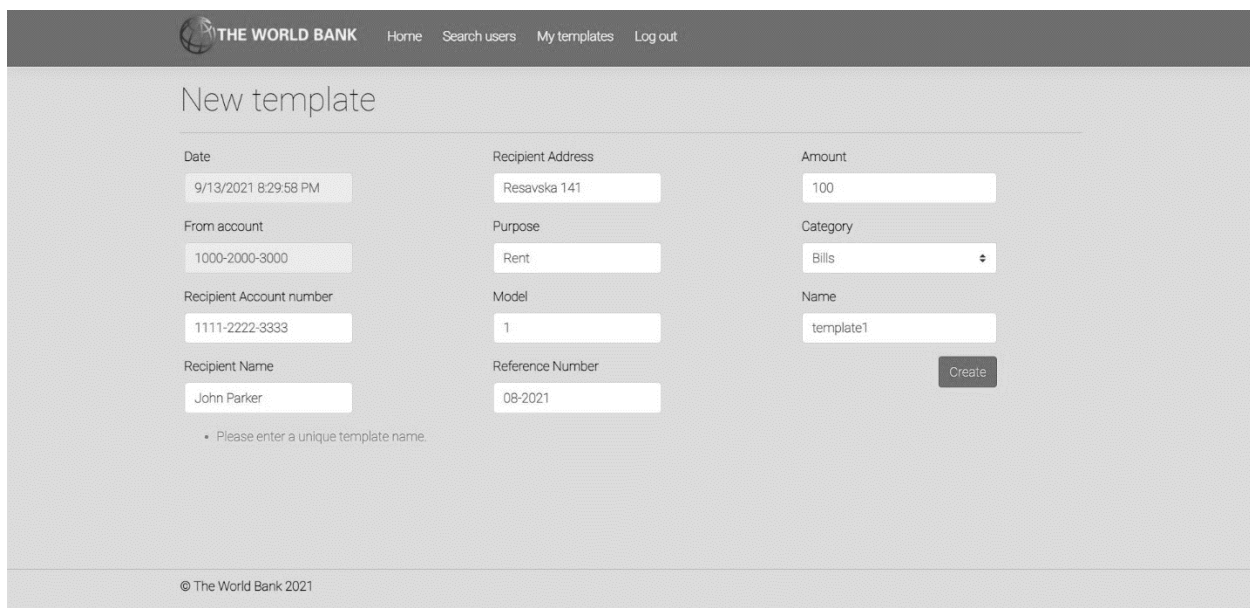 THE WORLD BANK Home Search users My templates Log out
New template
Date
9/13/2021 8:29:58 PM
From account
1000-2000-3000
Recipient Account number
1111-2222-3333
Recipient Name
John Parker
Recipient Address
Resavska 141
Purpose
Rent
Model
1
Reference Number
08-2021
Amount
100
Category
Bills
Name
template1
Create
• Please enter a unique template name.
© The World Bank 2021